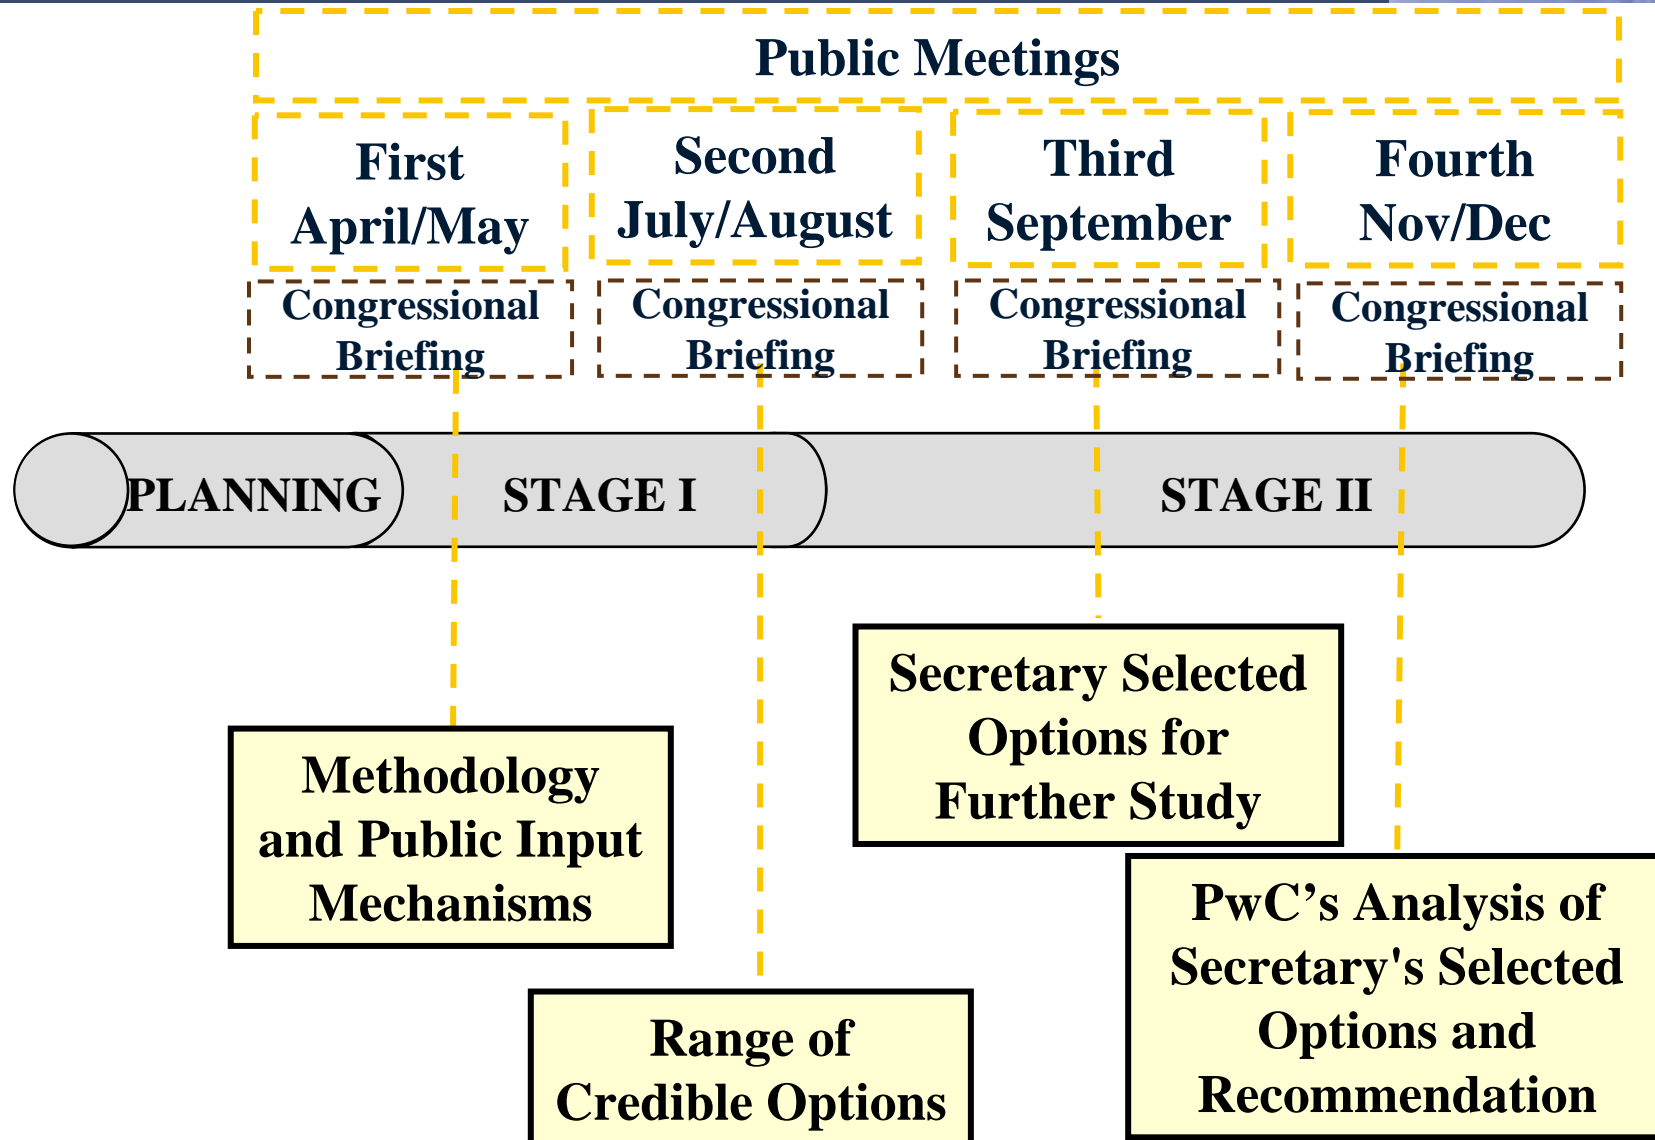 Public Meetings
First
April/May
Second
July/August
Third
September
Fourth
Nov/Dec
Congressional
Briefing
Congressional
Briefing
Congressional
Briefing
Congressional
Briefing
PLANNING
STAGE I
STAGE II
Methodology
and Public Input
Mechanisms
Range of
Credible Options
Secretary Selected
Options for
Further Study
PwC’s Analysis of
Secretary's Selected
Options and
Recommendation